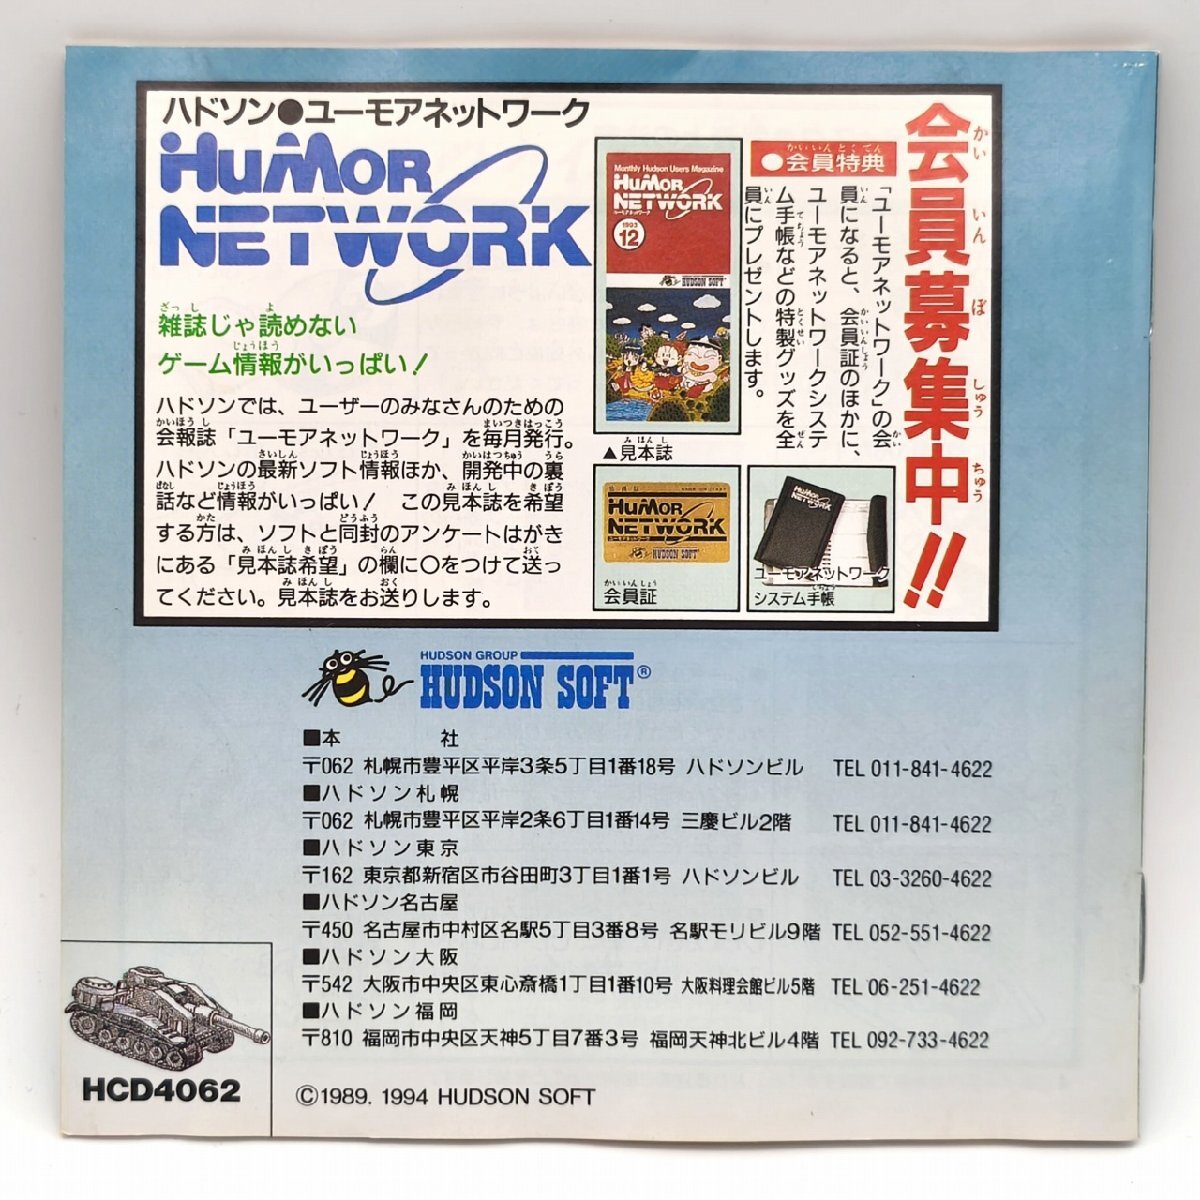 ハドソン●ユーモアネットワーク
HUMOR
NETWORK
雑誌じゃ読めない
ゲーム情報がいっぱい!
ハドソンでは、ユーザーのみなさんのための
会報誌「ユーモアネットワーク」を毎月発行。
ハドソンの最新ソフト情報ほか、開発中の裏
話など情報がいっぱい! この見本誌を希望
する方は、ソフトと同封のアンケートはがき
にある「見本誌希望」の欄に○をつけて送っ
てください。見本誌をお送りします。
会員募集中!!
●会員特典
「ユーモアネットワーク」の会
員になると、会員証のほかに、
ユーモアネットワークシステ
ム手帳などの特製グッズを全
員にプレゼントします。
Monthly Hudson Users Magazine
HUMOR
NETWORK
ユーモアネットワーク
1993
12
HUDSON SOFT
▲見本誌
HUMOR
NETWORK
ユーモアネットワーク
HUDSON SOFT
会員証
HUMOR
NETWORK
ユーモアネットワーク
システム手帳
HUDSON GROUP
HUDSON SOFT®
■本 社
〒062 札幌市豊平区平岸3条5丁目1番18号 ハドソンビル TEL 011-841-4622
■ハドソン札幌
〒062 札幌市豊平区平岸2条6丁目1番14号 三慶ビル2階 TEL 011-841-4622
■ハドソン東京
〒162 東京都新宿区市谷田町3丁目1番1号 ハドソンビル TEL 03-3260-4622
■ハドソン名古屋
〒450 名古屋市中村区名駅5丁目3番8号 名駅モリビル9階 TEL 052-551-4622
■ハドソン大阪
〒542 大阪市中央区東心斎橋1丁目1番10号 大阪料理会館ビル5階 TEL 06-251-4622
■ハドソン福岡
〒810 福岡市中央区天神5丁目7番3号 福岡天神北ビル4階 TEL 092-733-4622
HCD4062
©1989. 1994 HUDSON SOFT